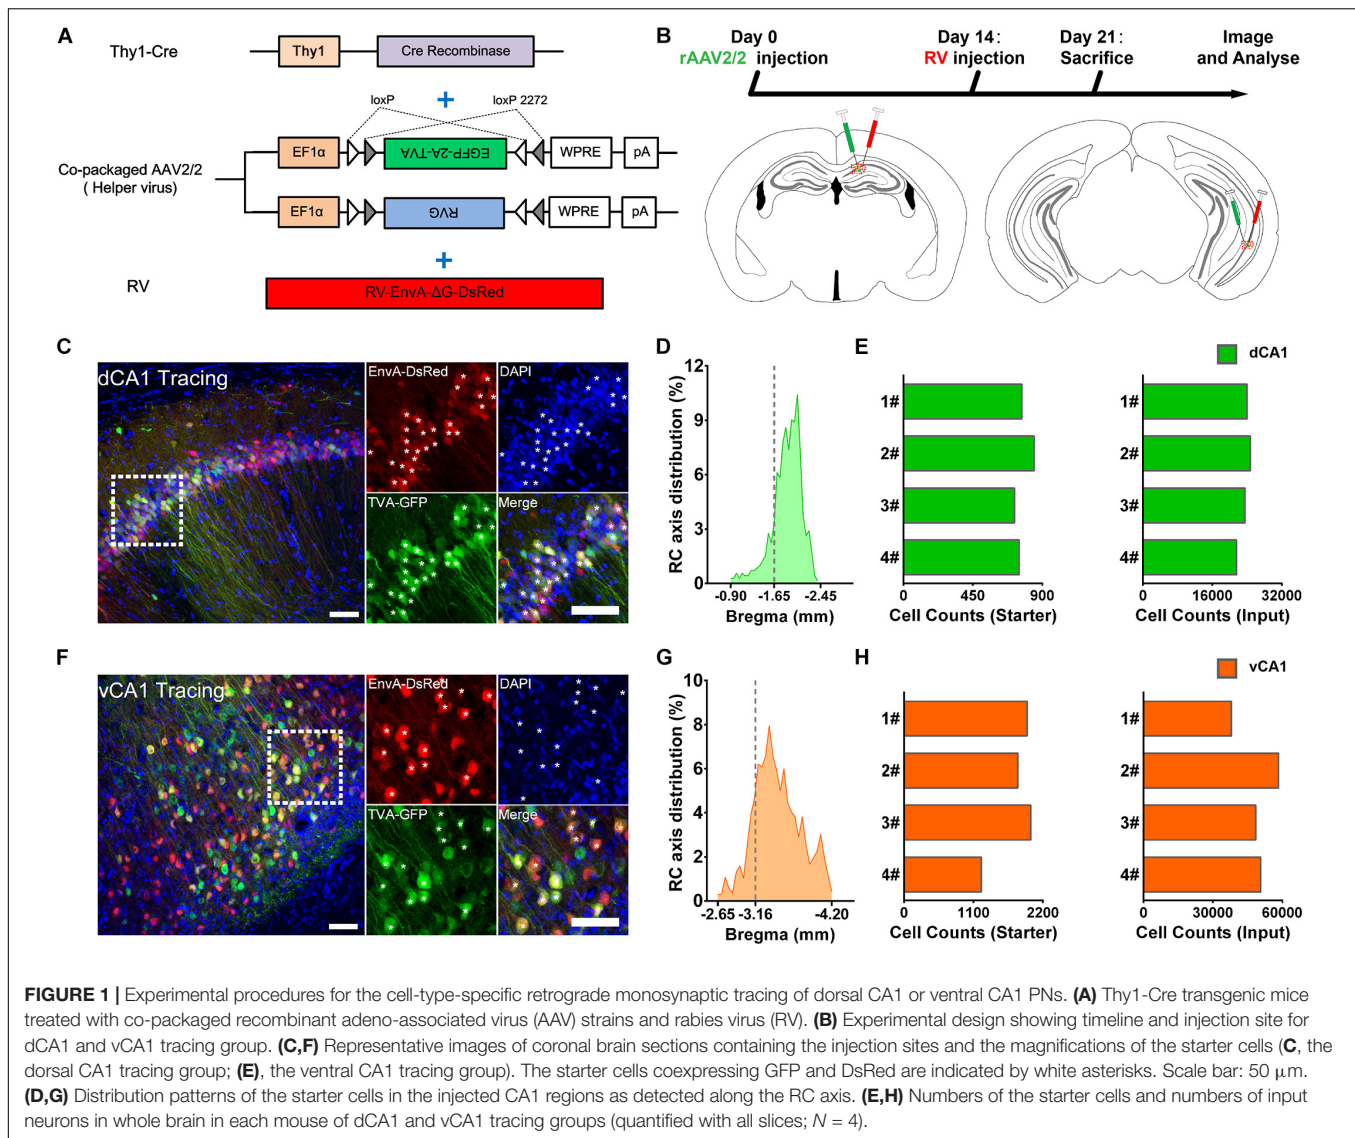 A
Thy1-Cre
Thy1
Cre Recombinase
+
loxP
loxP 2272
Co-packaged AAV2/2
( Helper virus)
EF1α
EGFP-2A-TVA
WPRE
pA
EF1α
RVG
WPRE
pA
+
RV
RV-EnvA-ΔG-DsRed
B
Day 0
rAAV2/2 injection
Day 14:
RV injection
Day 21:
Sacrifice
Image
and Analyse
C
dCA1 Tracing
EnvA-DsRed
DAPI
TVA-GFP
Merge
D
RC axis distribution (%)
12
9
6
3
0
-0.90
-1.65
-2.45
Bregma (mm)
E
dCA1
1#
2#
3#
4#
0
450
900
Cell Counts (Starter)
1#
2#
3#
4#
0
16000
32000
Cell Counts (Input)
F
vCA1 Tracing
EnvA-DsRed
DAPI
TVA-GFP
Merge
G
RC axis distribution (%)
10
8
6
4
2
0
-2.65
-3.16
-4.20
Bregma (mm)
H
vCA1
1#
2#
3#
4#
0
1100
2200
Cell Counts (Starter)
1#
2#
3#
4#
0
30000
60000
Cell Counts (Input)
FIGURE 1 | Experimental procedures for the cell-type-specific retrograde monosynaptic tracing of dorsal CA1 or ventral CA1 PNs. (A) Thy1-Cre transgenic mice
treated with co-packaged recombinant adeno-associated virus (AAV) strains and rabies virus (RV). (B) Experimental design showing timeline and injection site for
dCA1 and vCA1 tracing group. (C,F) Representative images of coronal brain sections containing the injection sites and the magnifications of the starter cells (C, the
dorsal CA1 tracing group; (E), the ventral CA1 tracing group). The starter cells coexpressing GFP and DsRed are indicated by white asterisks. Scale bar: 50 μm.
(D,G) Distribution patterns of the starter cells in the injected CA1 regions as detected along the RC axis. (E,H) Numbers of the starter cells and numbers of input
neurons in whole brain in each mouse of dCA1 and vCA1 tracing groups (quantified with all slices; N = 4).